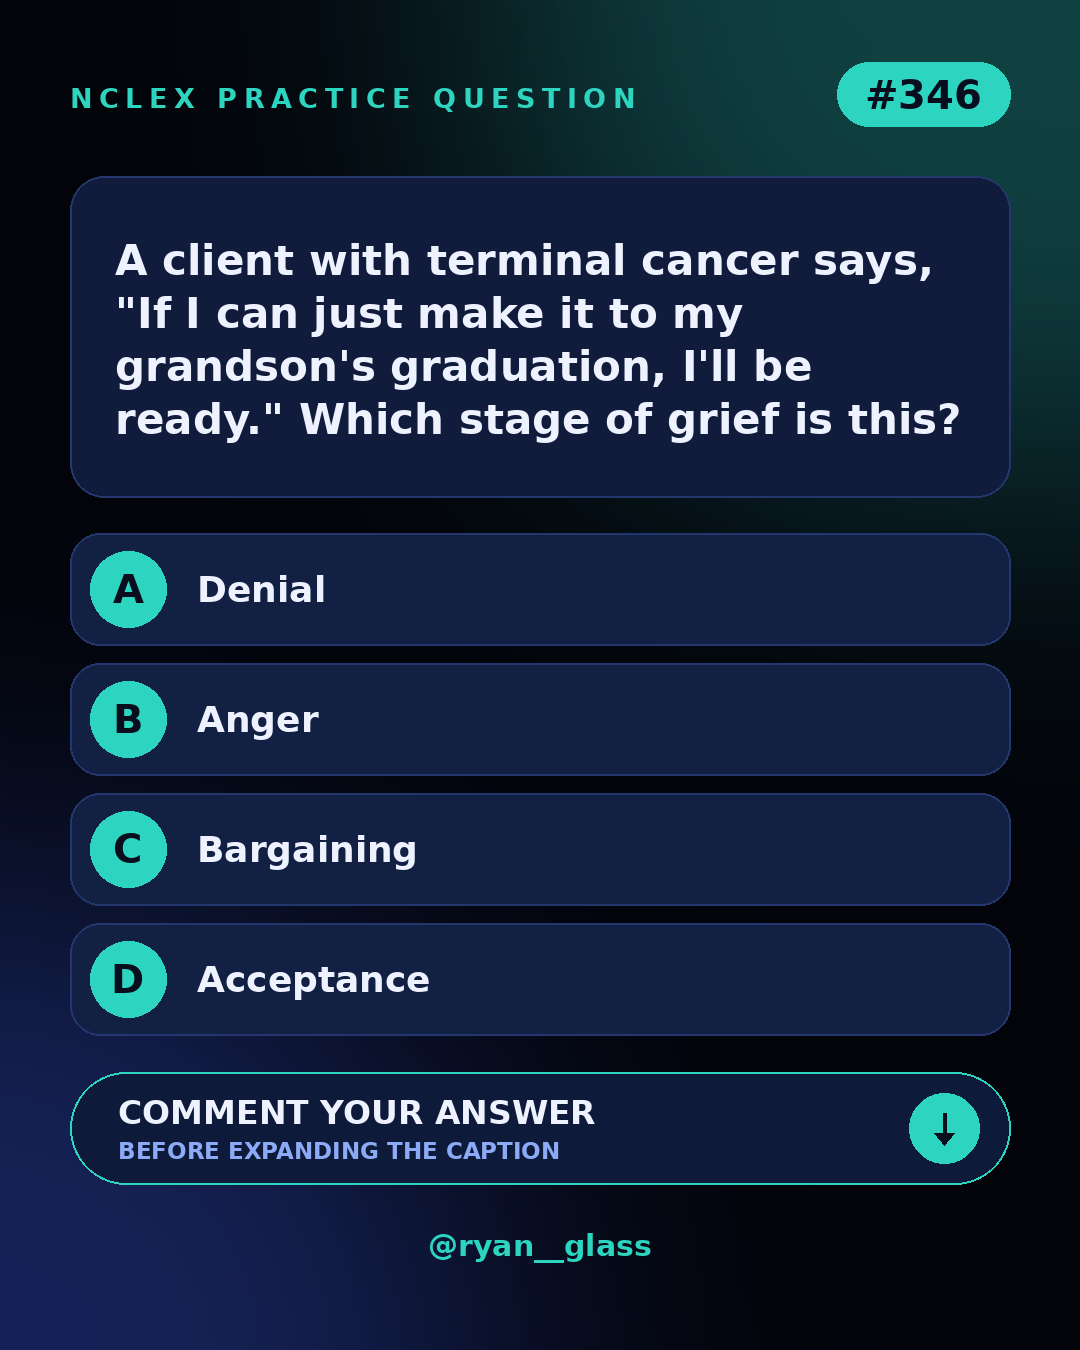 NCLEX PRACTICE QUESTION
#346
A client with terminal cancer says,
"If I can just make it to my
grandson's graduation, I'll be
ready." Which stage of grief is this?
A Denial
B Anger
C Bargaining
D Acceptance
COMMENT YOUR ANSWER
BEFORE EXPANDING THE CAPTION
@ryan__glass